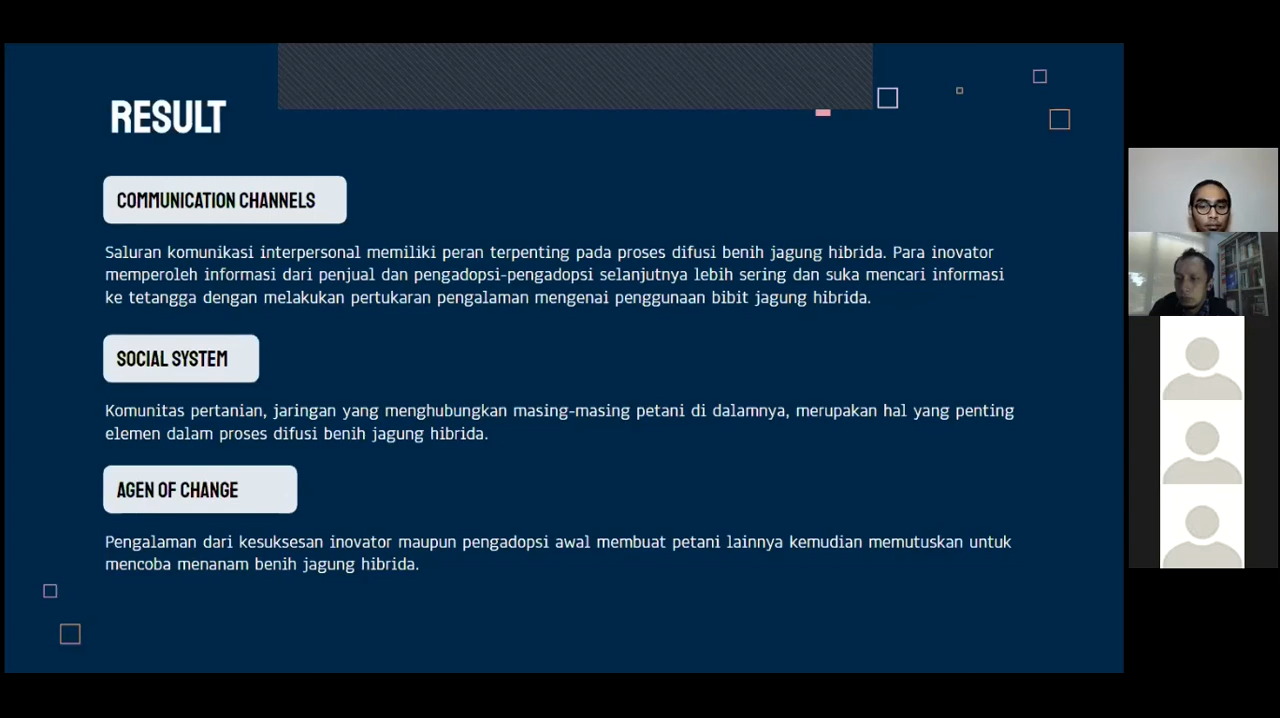 RESULT
COMMUNICATION CHANNELS
Saluran komunikasi interpersonal memiliki peran terpenting pada proses difusi benih jagung hibrida. Para inovator
memperoleh informasi dari penjual dan pengadopsi-pengadopsi selanjutnya lebih sering dan suka mencari informasi
ke tetangga dengan melakukan pertukaran pengalaman mengenai penggunaan bibit jagung hibrida.
SOCIAL SYSTEM
Komunitas pertanian, jaringan yang menghubungkan masing-masing petani di dalamnya, merupakan hal yang penting
elemen dalam proses difusi benih jagung hibrida.
AGEN OF CHANGE
Pengalaman dari kesuksesan inovator maupun pengadopsi awal membuat petani lainnya kemudian memutuskan untuk
mencoba menanam benih jagung hibrida.